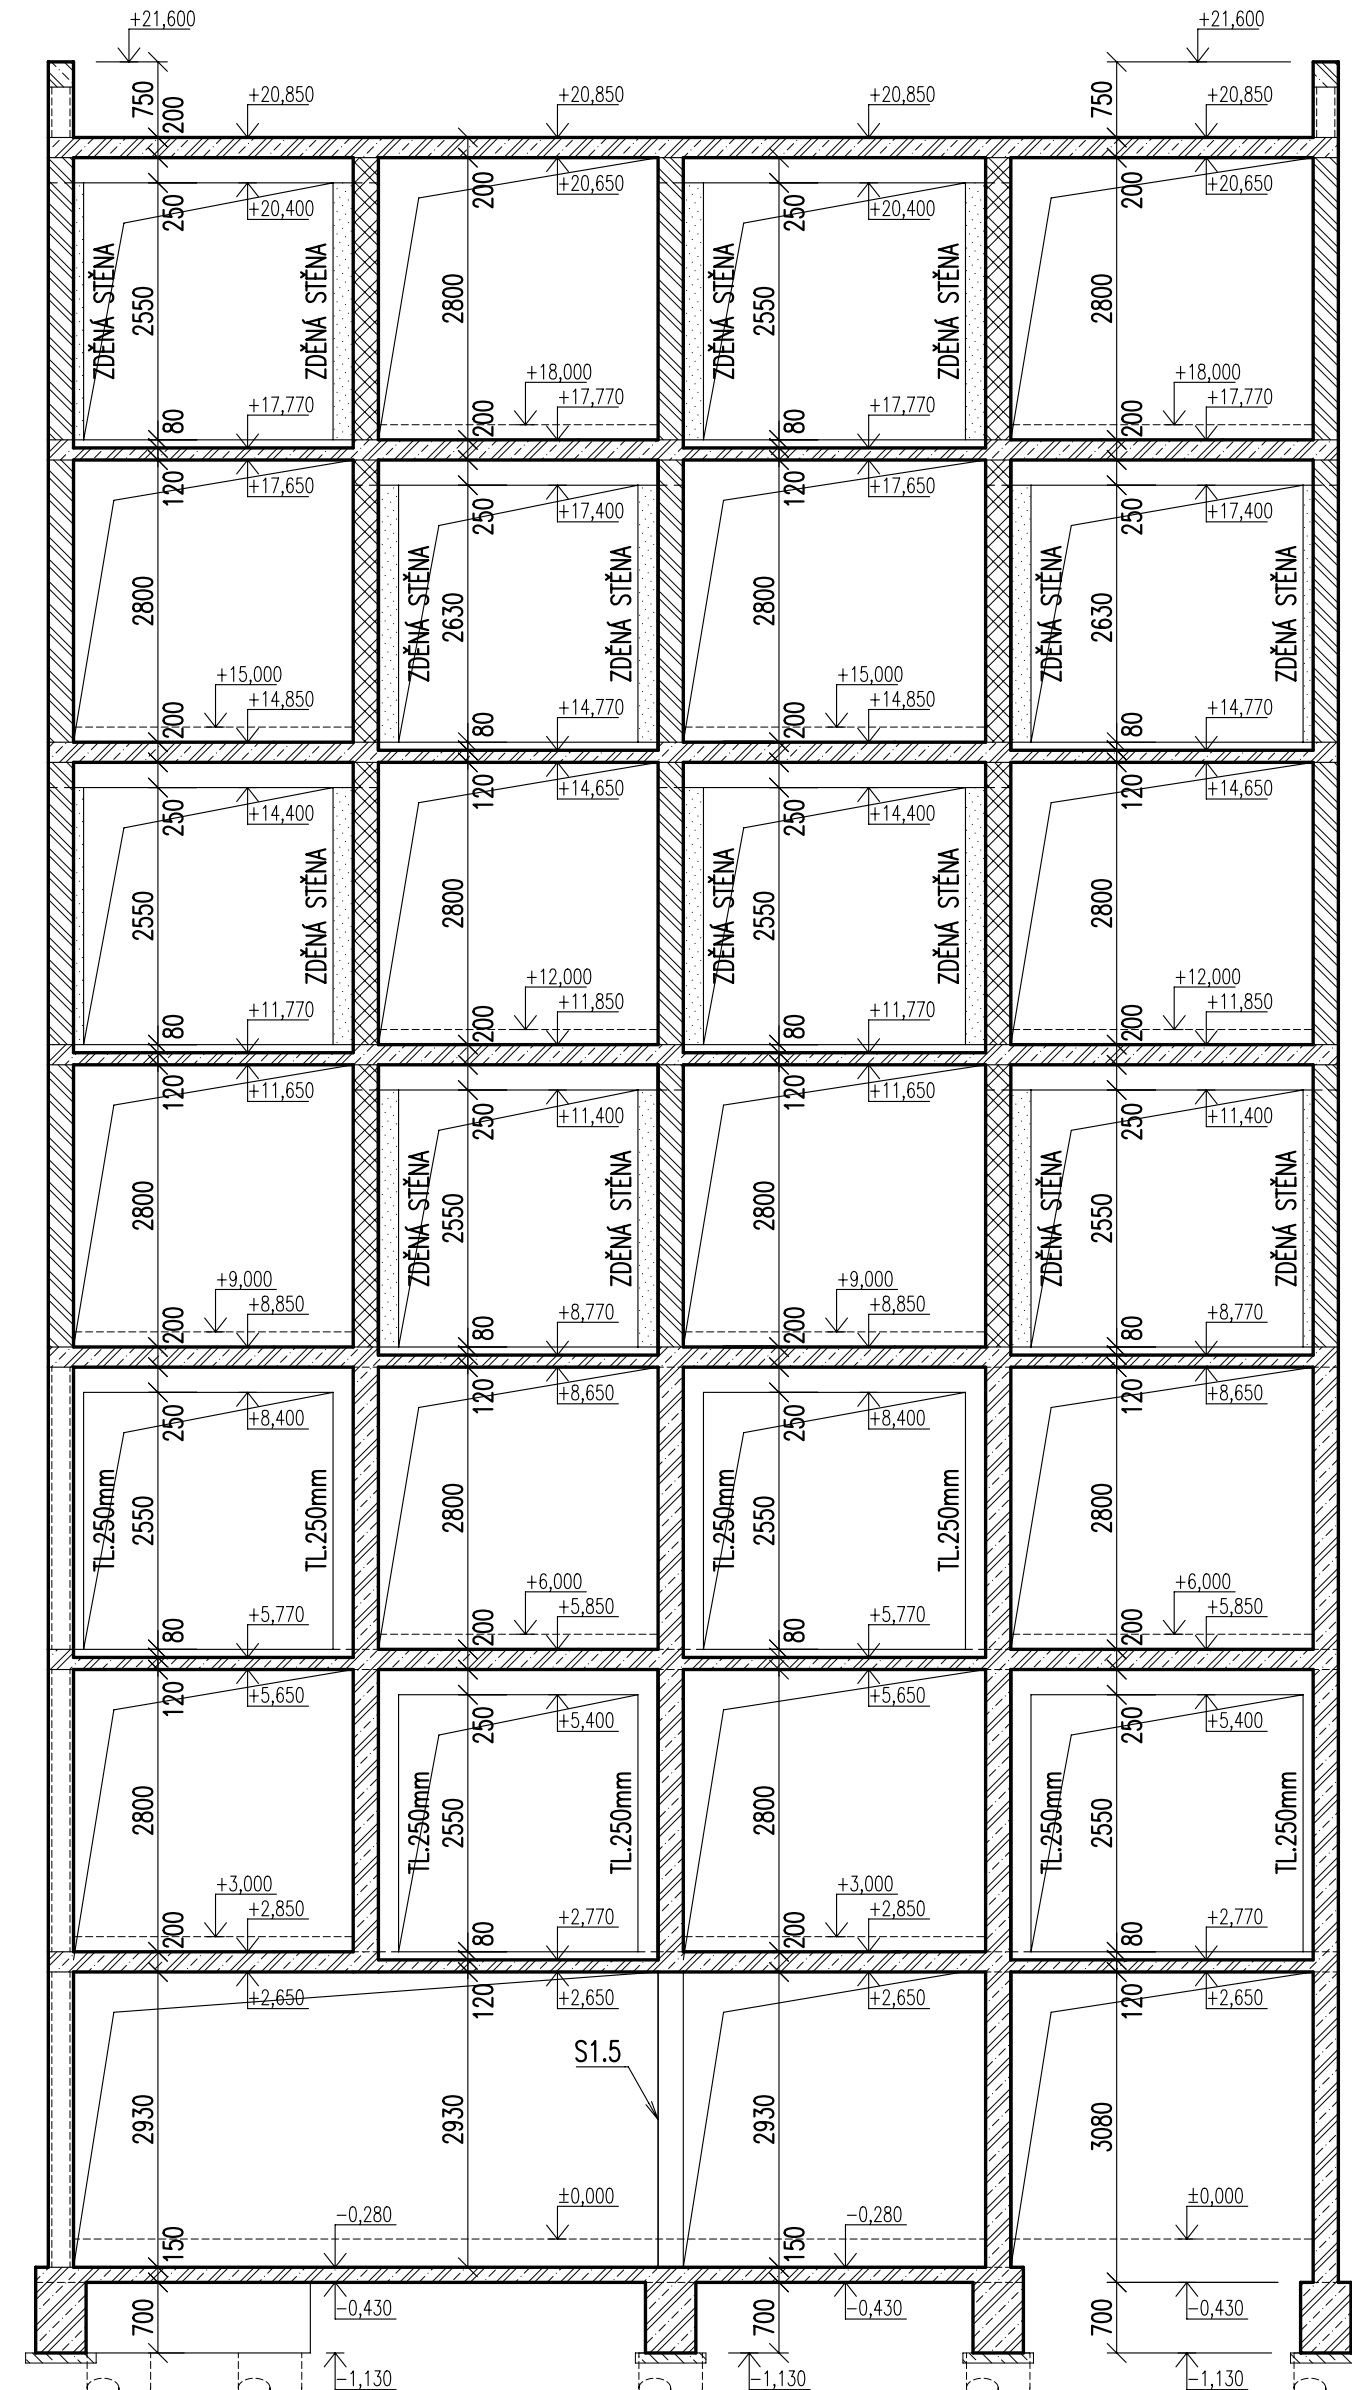 +21,600 +21,600
750 200 +20,850 +20,850 +20,850 750 +20,850
250 +20,400 200 +20,650 250 +20,400 200 +20,650
ZDĚNÁ STĚNA 2550 ZDĚNÁ STĚNA 2800 ZDĚNÁ STĚNA 2550 ZDĚNÁ STĚNA 2800
+18,000 +18,000
80 +17,770 200 +17,770 80 +17,770 200 +17,770
120 +17,650 250 +17,400 120 +17,650 250 +17,400
2800 ZDĚNÁ STĚNA 2630 ZDĚNÁ STĚNA 2800 ZDĚNÁ STĚNA 2630 ZDĚNÁ STĚNA
+15,000 +15,000
200 +14,850 80 +14,770 200 +14,850 80 +14,770
250 +14,400 120 +14,650 250 +14,400 120 +14,650
2550 ZDĚNÁ STĚNA 2800 ZDĚNÁ STĚNA 2550 ZDĚNÁ STĚNA 2800
+12,000 +12,000
80 +11,770 200 +11,850 80 +11,770 200 +11,850
120 +11,650 250 +11,400 120 +11,650 250 +11,400
2800 ZDĚNÁ STĚNA 2550 ZDĚNÁ STĚNA 2800 ZDĚNÁ STĚNA 2550 ZDĚNÁ STĚNA
+9,000 +9,000
200 +8,850 80 +8,770 200 +8,850 80 +8,770
250 +8,400 120 +8,650 250 +8,400 120 +8,650
TL.250mm 2550 TL.250mm 2800 TL.250mm 2550 TL.250mm 2800
+6,000 +6,000
80 +5,770 200 +5,850 80 +5,770 200 +5,850
120 +5,650 250 +5,400 120 +5,650 250 +5,400
2800 TL.250mm 2550 TL.250mm 2800 TL.250mm 2550 TL.250mm
+3,000 +3,000
200 +2,850 80 +2,770 200 +2,850 80 +2,770
+2,650 120 +2,650 +2,650 120 +2,650
S1.5
2930 2930 2930 3080
±0,000 ±0,000
150 -0,280 150 -0,280
700 -0,430 700 -0,430 700 -0,430
-1,130 -1,130 -1,130